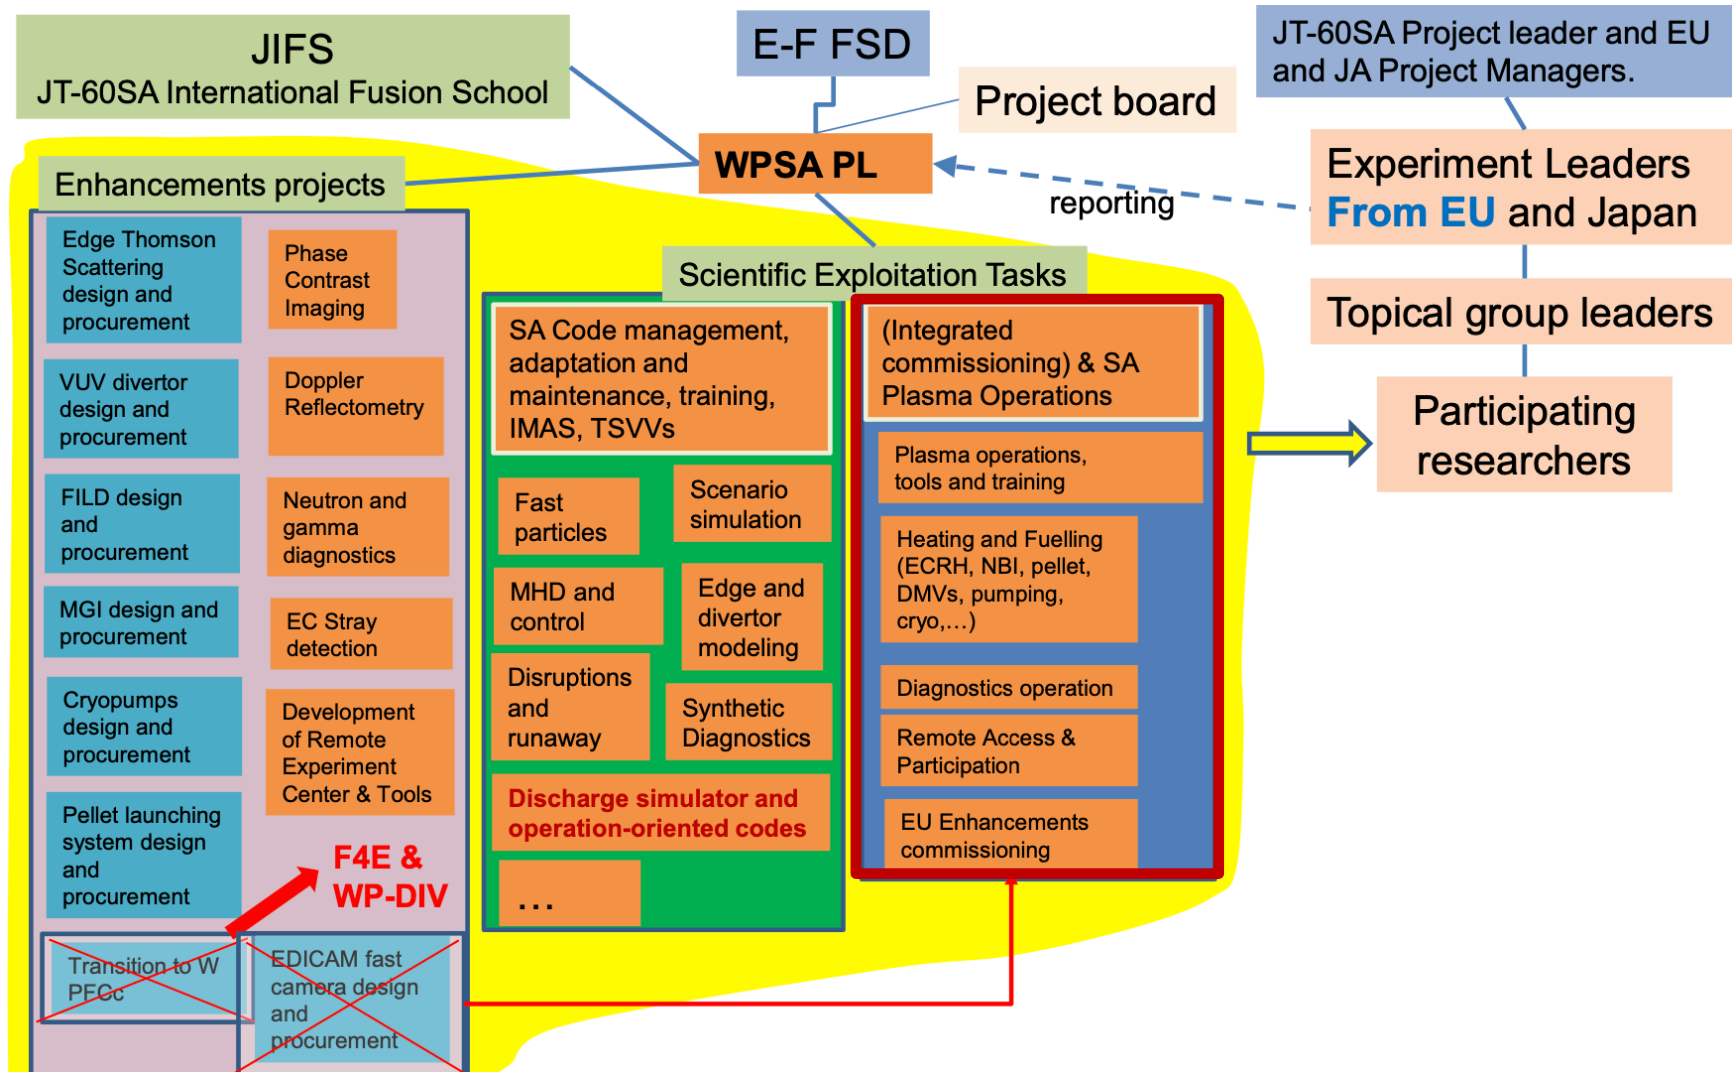 JIFS
JT-60SA International Fusion School
E-F FSD
Project board
JT-60SA Project leader and EU
and JA Project Managers.
WPSA PL
reporting
Experiment Leaders
From EU and Japan
Topical group leaders
Participating
researchers
Enhancements projects
Edge Thomson
Scattering
design and
procurement
Phase
Contrast
Imaging
VUV divertor
design and
procurement
Doppler
Reflectometry
FILD design
and
procurement
Neutron and
gamma
diagnostics
MGI design and
procurement
EC Stray
detection
Cryopumps
design and
procurement
Development
of Remote
Experiment
Center & Tools
Pellet launching
system design
and
procurement
F4E &
WP-DIV
Transition to W
PFCc
EDICAM fast
camera design
and
procurement
Scientific Exploitation Tasks
SA Code management,
adaptation and
maintenance, training,
IMAS, TSVVs
Fast
particles
Scenario
simulation
MHD and
control
Edge and
divertor
modeling
Disruptions
and
runaway
Synthetic
Diagnostics
Discharge simulator and
operation-oriented codes
...
(Integrated
commissioning) & SA
Plasma Operations
Plasma operations,
tools and training
Heating and Fuelling
(ECRH, NBI, pellet,
DMVs, pumping,
cryo,...)
Diagnostics operation
Remote Access &
Participation
EU Enhancements
commissioning